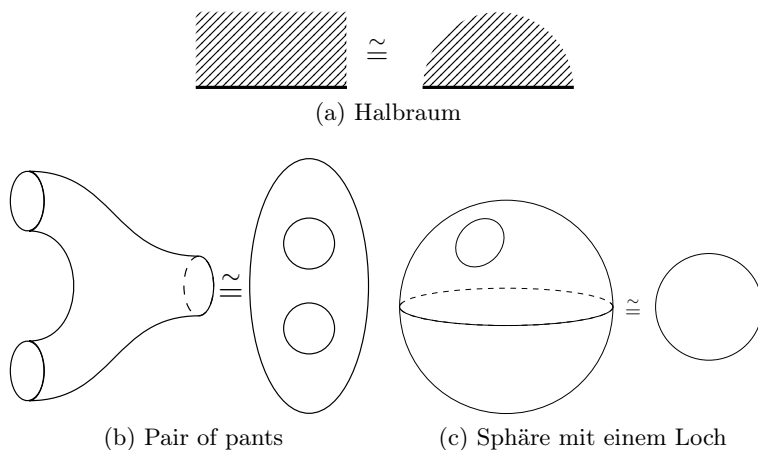 ≅
(a) Halbraum
≅
≅
(b) Pair of pants
(c) Sphäre mit einem Loch